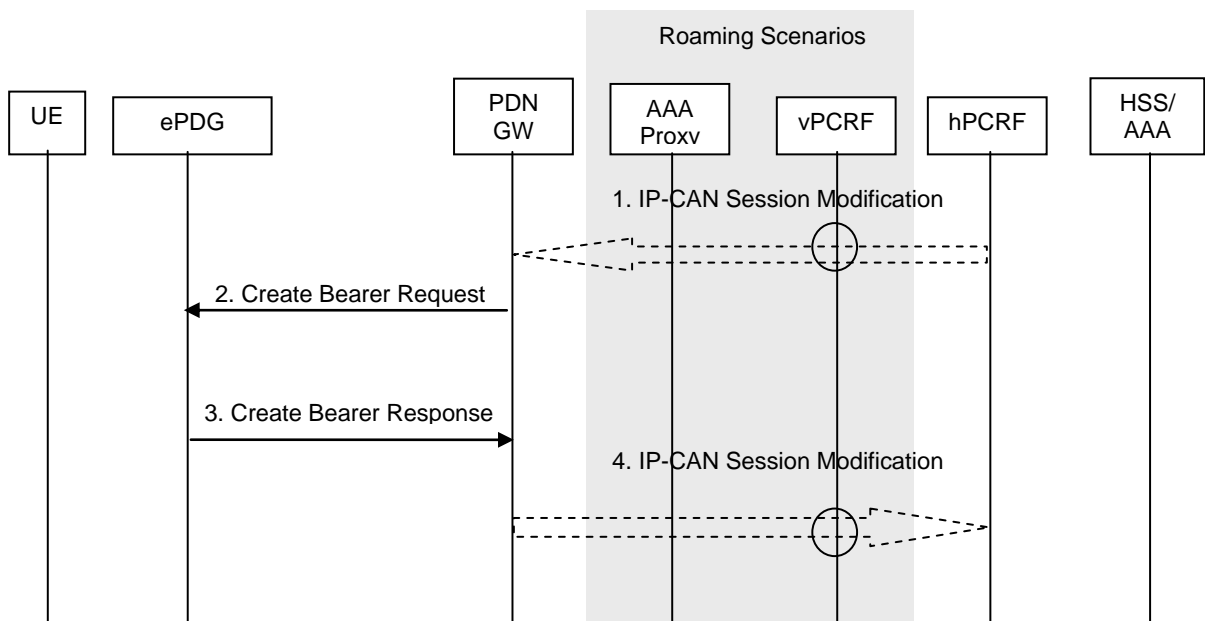 Roaming Scenarios
UE
ePDG
PDN
GW
AAA
Proxy
vPCRF
hPCRF
HSS/
AAA
1. IP-CAN Session Modification
2. Create Bearer Request
3. Create Bearer Response
4. IP-CAN Session Modification